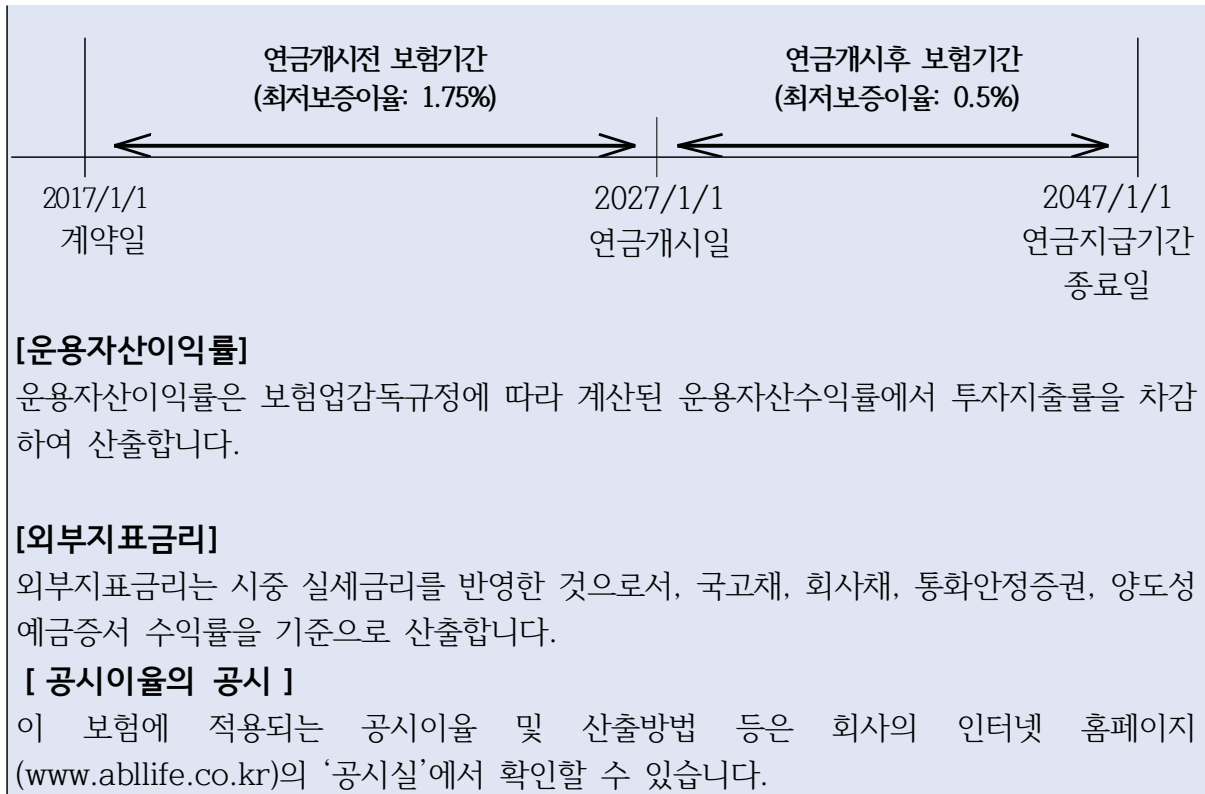 연금개시전 보험기간
(최저보증이율: 1.75%)
연금개시후 보험기간
(최저보증이율: 0.5%)
2017/1/1
계약일
2027/1/1
연금개시일
2047/1/1
연금지급기간
종료일
[운용자산이익률]
운용자산이익률은 보험업감독규정에 따라 계산된 운용자산수익률에서 투자지출률을 차감
하여 산출합니다.
[외부지표금리]
외부지표금리는 시중 실세금리를 반영한 것으로서, 국고채, 회사채, 통화안정증권, 양도성
예금증서 수익률을 기준으로 산출합니다.
[ 공시이율의 공시 ]
이 보험에 적용되는 공시이율 및 산출방법 등은 회사의 인터넷 홈페이지
(www.abllife.co.kr)의 ‘공시실’에서 확인할 수 있습니다.